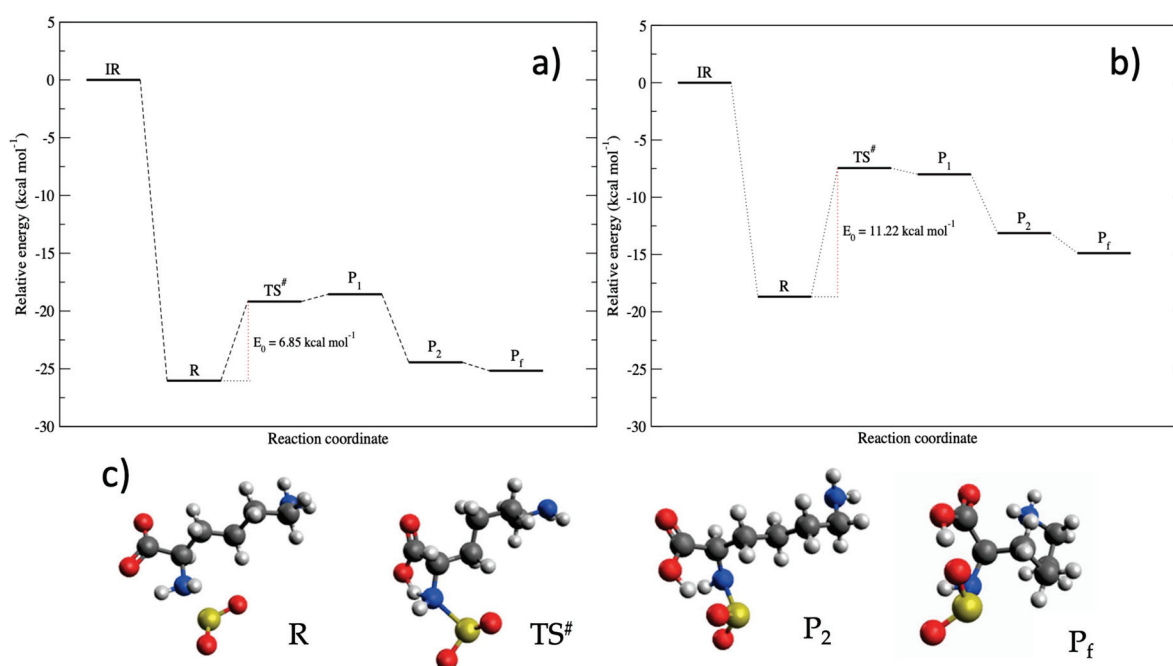 a)
Relative energy (kcal mol⁻¹)
5
0
-5
-10
-15
-20
-25
-30
IR
R
TS#
P₁
P₂
Pf
E₀ = 6.85 kcal mol⁻¹
Reaction coordinate
b)
Relative energy (kcal mol⁻¹)
5
0
-5
-10
-15
-20
-25
-30
IR
R
TS#
P₁
P₂
Pf
E₀ = 11.22 kcal mol⁻¹
Reaction coordinate
c)
R
TS#
P₂
Pf